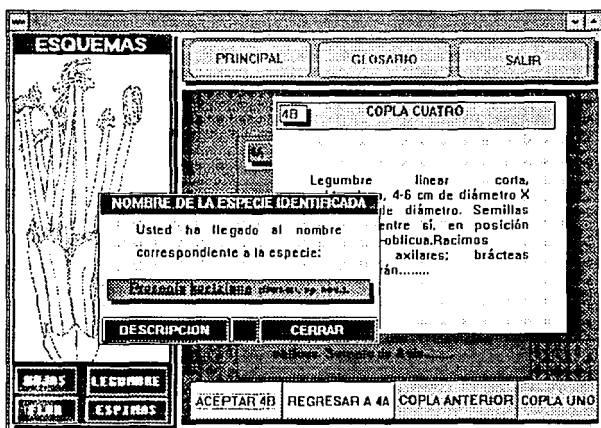 ESQUEMAS
PRINCIPAL
GLOSARIO
SALIR
4B
COPLA CUATRO
Legumbre linear corta,
4-6 cm de diámetro X
de diámetro. Semillas
entre sí, en posición
-oblicua.Racimos
axilares; brácteas
rán........
NOMBRE DE LA ESPECIE IDENTIFICADA
Usted ha llegado al nombre
correspondiente a la especie:
DESCRIPCION
CERRAR
HOJAS
LEGUMBRE
FLOR
ESPINAS
ACEPTAR 4B
REGRESAR A 4A
COPLA ANTERIOR
COPLA UNO